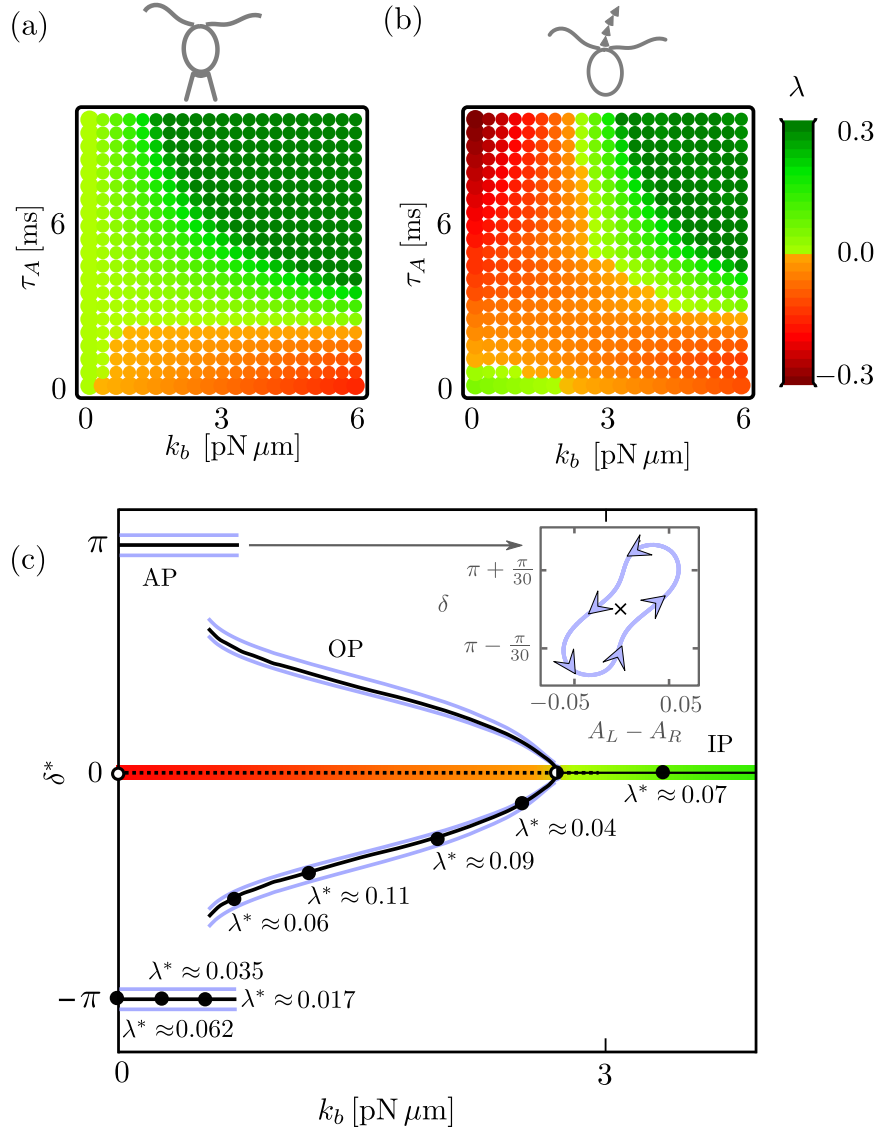 (a)
(b)
λ
τ_A [ms]
6
0
0
3
6
k_b [pN μm]
τ_A [ms]
6
0
0
3
6
k_b [pN μm]
0.3
0.0
−0.3
(c)
π
AP
OP
δ
π + π/30
π − π/30
−0.05
0.05
A_L − A_R
IP
δ*
0
λ* ≈ 0.07
λ* ≈ 0.04
λ* ≈ 0.09
λ* ≈ 0.11
λ* ≈ 0.06
λ* ≈ 0.035
−π
λ* ≈ 0.017
λ* ≈ 0.062
0
3
k_b [pN μm]